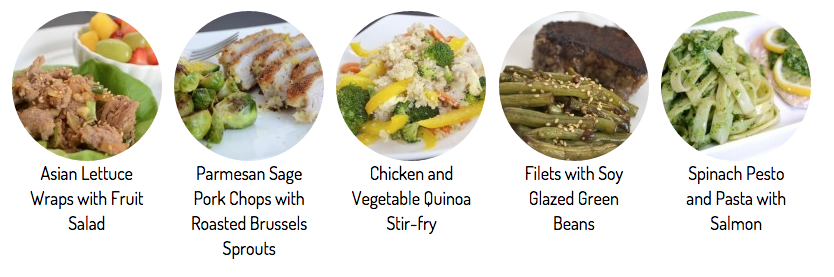 Asian Lettuce
Wraps with Fruit
Salad
Parmesan Sage
Pork Chops with
Roasted Brussels
Sprouts
Chicken and
Vegetable Quinoa
Stir-fry
Filets with Soy
Glazed Green
Beans
Spinach Pesto
and Pasta with
Salmon